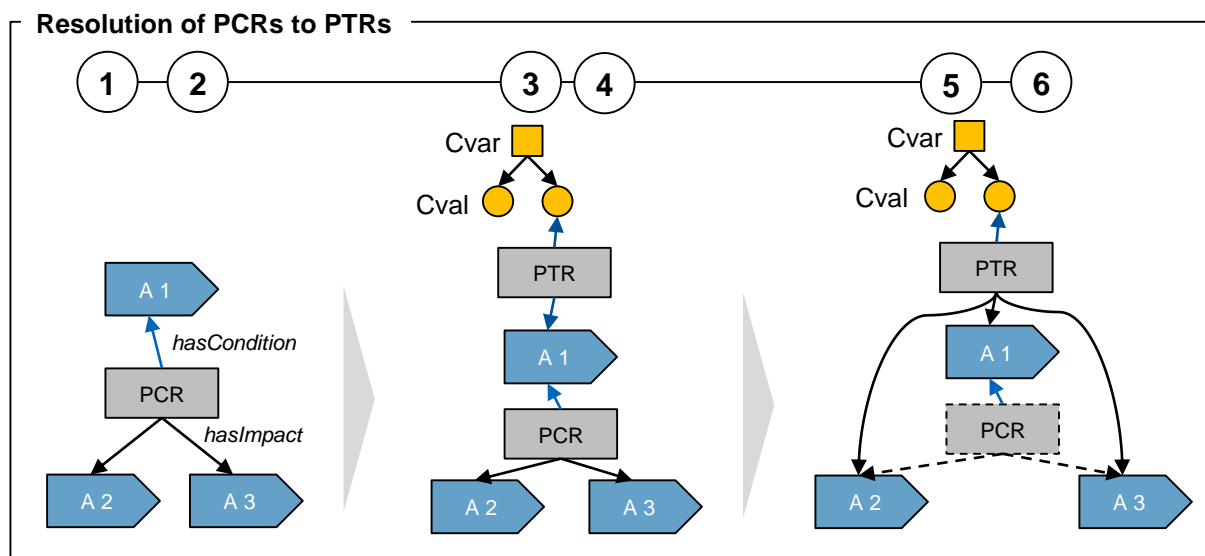 Resolution of PCRs to PTRs
1 2 3 4 5 6
Cvar
Cval
PTR
A 1
hasCondition
PCR
hasImpact
A 2 A 3
A 1
PCR
A 2 A 3
Cvar
Cval
PTR
A 1
PCR
A 2 A 3